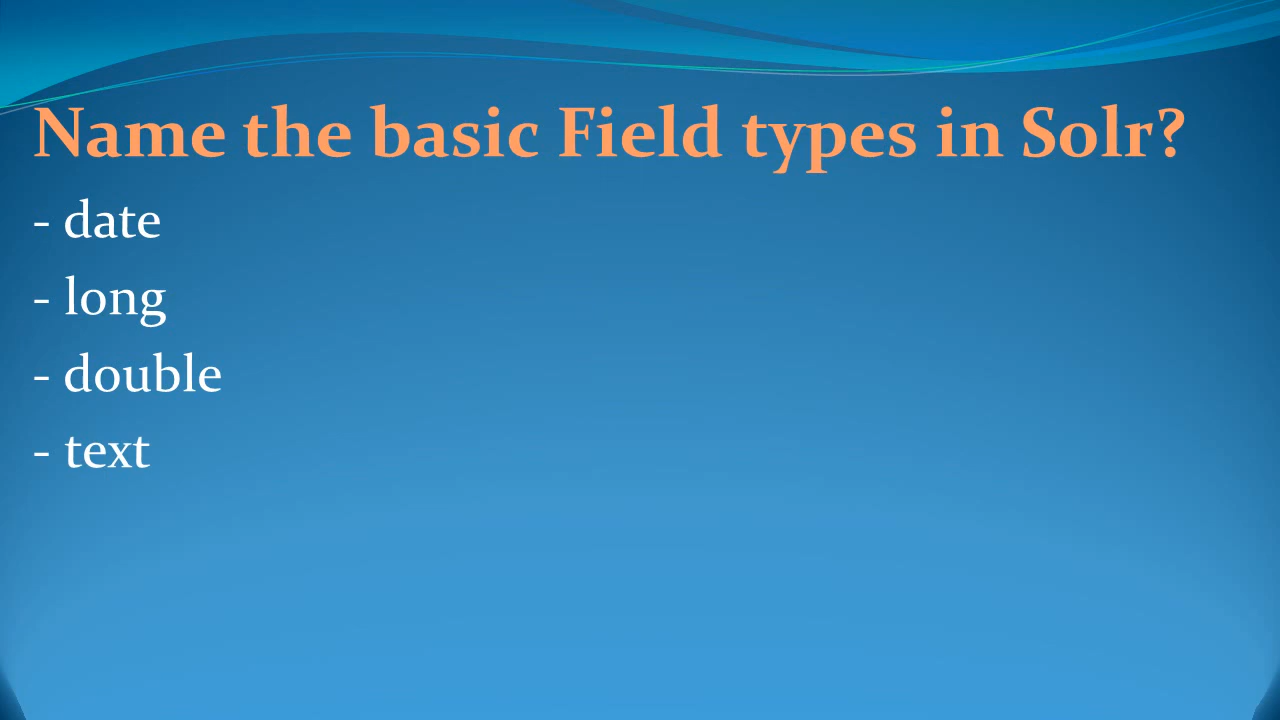 Name the basic Field types in Solr?
- date
- long
- double
- text